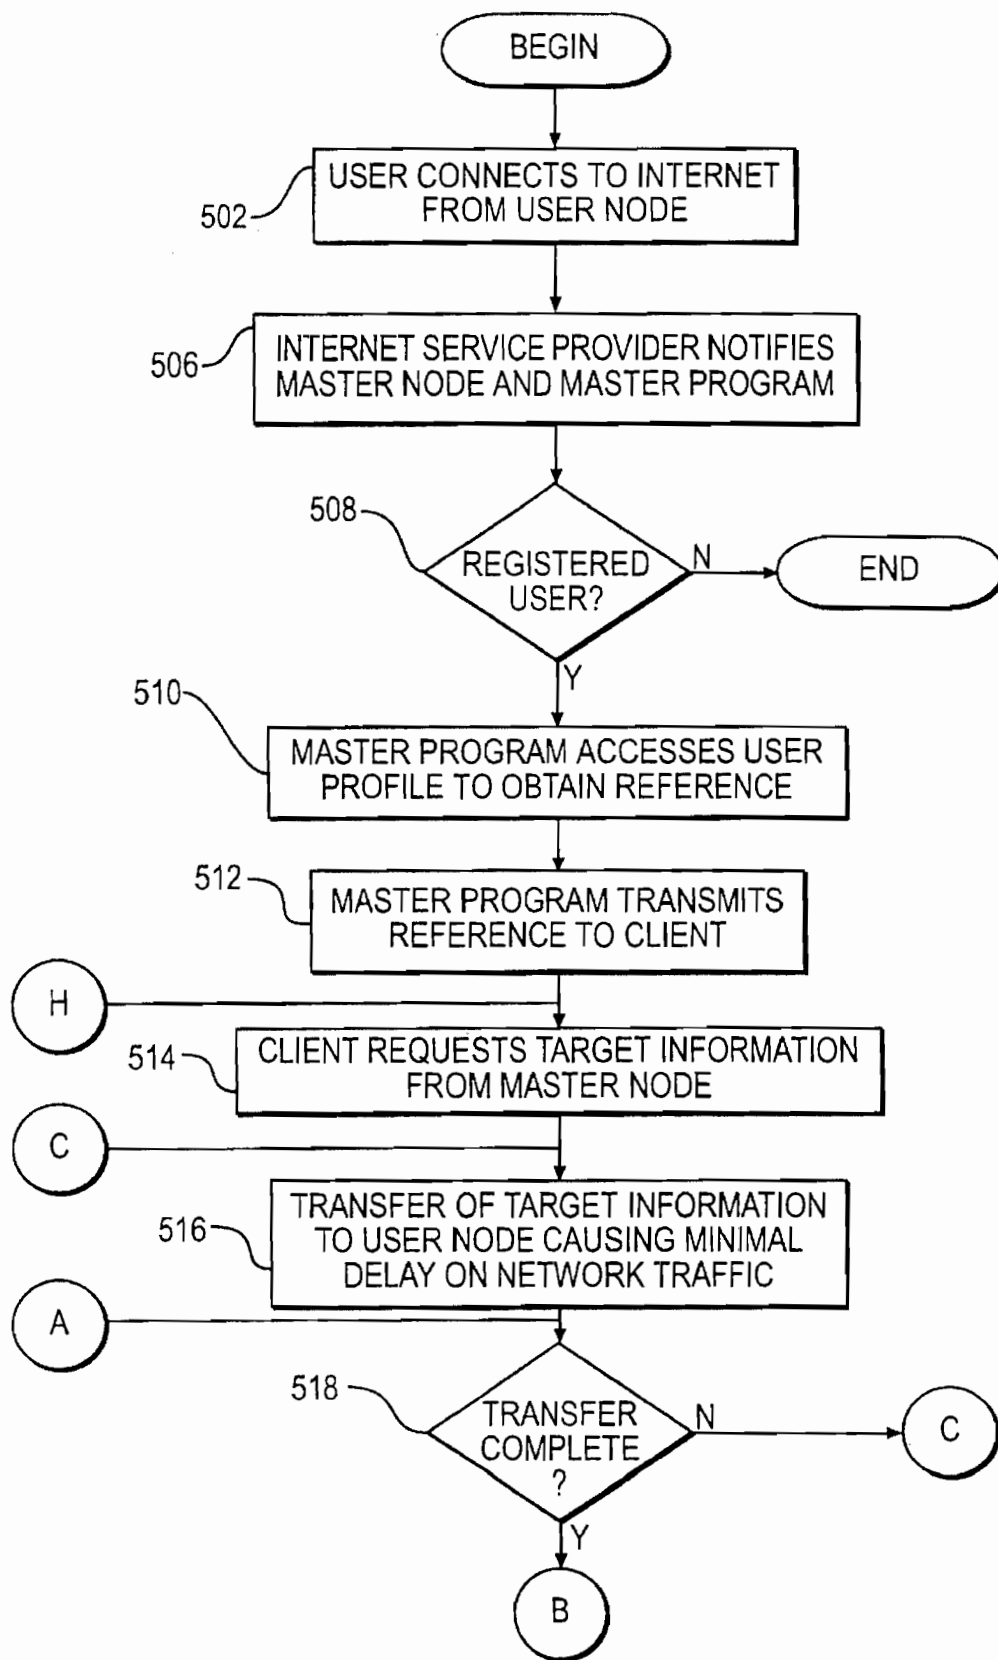 BEGIN
USER CONNECTS TO INTERNET
FROM USER NODE
502
INTERNET SERVICE PROVIDER NOTIFIES
MASTER NODE AND MASTER PROGRAM
506
508
REGISTERED
USER?
N
END
Y
510
MASTER PROGRAM ACCESSES USER
PROFILE TO OBTAIN REFERENCE
512
MASTER PROGRAM TRANSMITS
REFERENCE TO CLIENT
H
514
CLIENT REQUESTS TARGET INFORMATION
FROM MASTER NODE
C
516
TRANSFER OF TARGET INFORMATION
TO USER NODE CAUSING MINIMAL
DELAY ON NETWORK TRAFFIC
A
518
TRANSFER
COMPLETE
?
N
C
Y
B